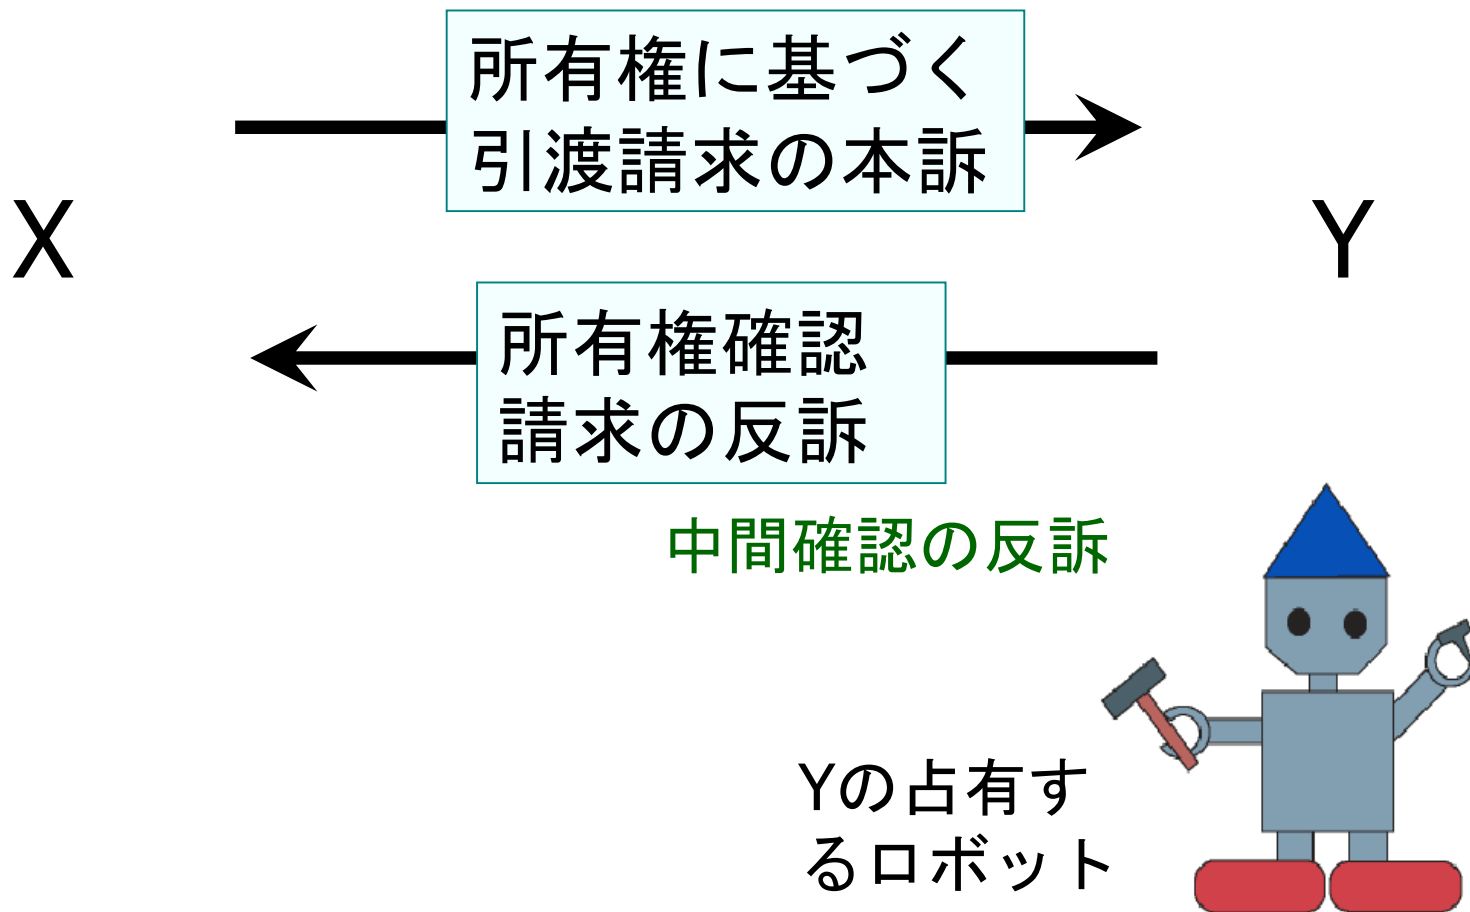 所有権に基づく
引渡請求の本訴
X
Y
所有権確認
請求の反訴
中間確認の反訴
Yの占有す
るロボット